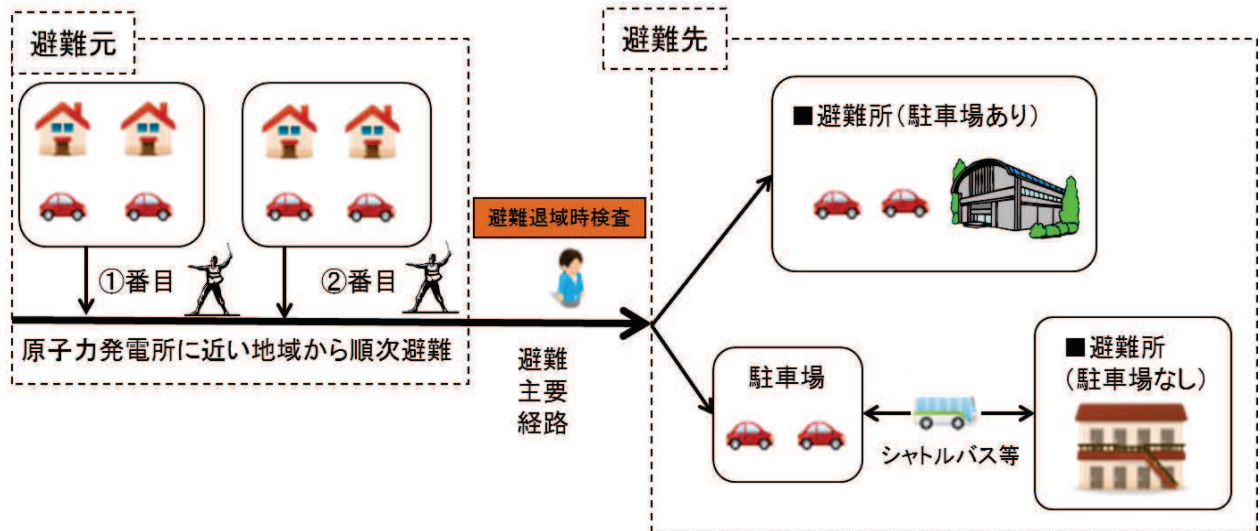 避難元
避難先
①番目
②番目
原子力発電所に近い地域から順次避難
避難退域時検査
避難
主要
経路
■避難所(駐車場あり)
駐車場
シャトルバス等
■避難所
(駐車場なし)